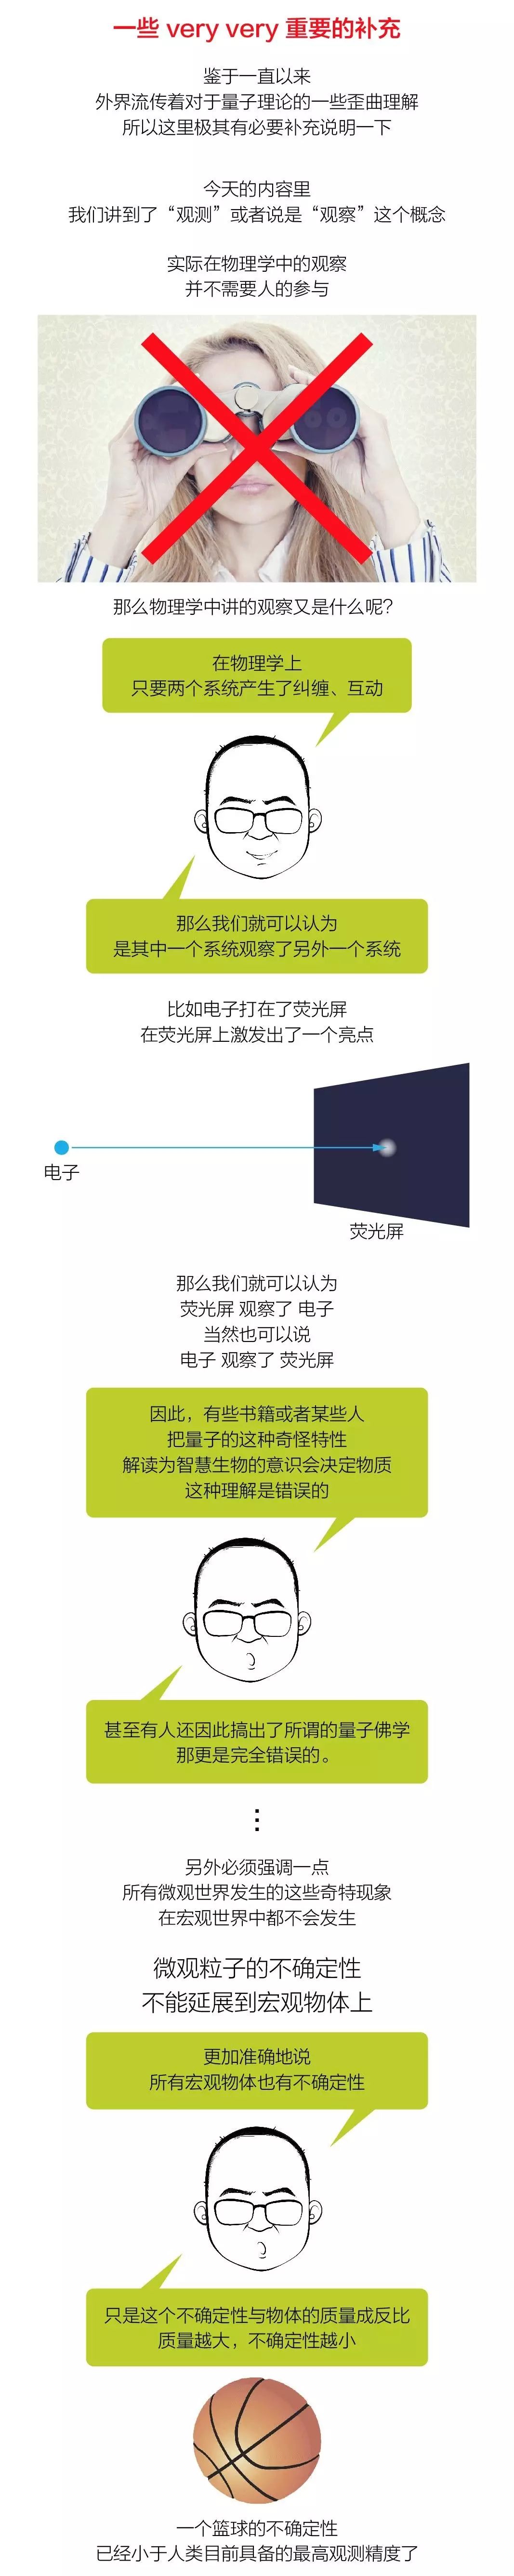 一些 very very 重要的补充
鉴于一直以来
外界流传着对于量子理论的一些歪曲理解
所以这里极其有必要补充说明一下
今天的内容里
我们讲到了“观测”或者说是“观察”这个概念
实际在物理学中的观察
并不需要人的参与
那么物理学中讲的观察又是什么呢？
在物理学上
只要两个系统产生了纠缠、互动
那么我们就可以认为
是其中一个系统观察了另外一个系统
比如电子打在了荧光屏
在荧光屏上激发出了一个亮点
电子
荧光屏
那么我们就可以认为
荧光屏 观察了 电子
当然也可以说
电子 观察了 荧光屏
因此，有些书籍或者某些人
把量子的这种奇怪特性
解读为智慧生物的意识会决定物质
这种理解是错误的
甚至有人还因此搞出了所谓的量子佛学
那更是完全错误的。
另外必须强调一点
所有微观世界发生的这些奇特现象
在宏观世界中都不会发生
微观粒子的不确定性
不能延展到宏观物体上
更加准确地说
所有宏观物体也有不确定性
只是这个不确定性与物体的质量成反比
质量越大，不确定性越小
一个篮球的不确定性
已经小于人类目前具备的最高观测精度了